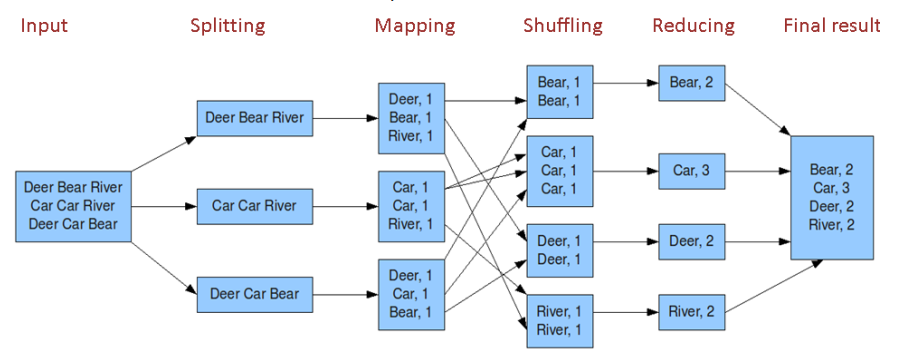 Input
Splitting
Mapping
Shuffling
Reducing
Final result
Deer Bear River
Car Car River
Deer Car Bear
Deer Bear River
Car Car River
Deer Car Bear
Deer, 1
Bear, 1
River, 1
Car, 1
Car, 1
River, 1
Deer, 1
Car, 1
Bear, 1
Bear, 1
Bear, 1
Car, 1
Car, 1
Car, 1
Deer, 1
Deer, 1
River, 1
River, 1
Bear, 2
Car, 3
Deer, 2
River, 2
Bear, 2
Car, 3
Deer, 2
River, 2